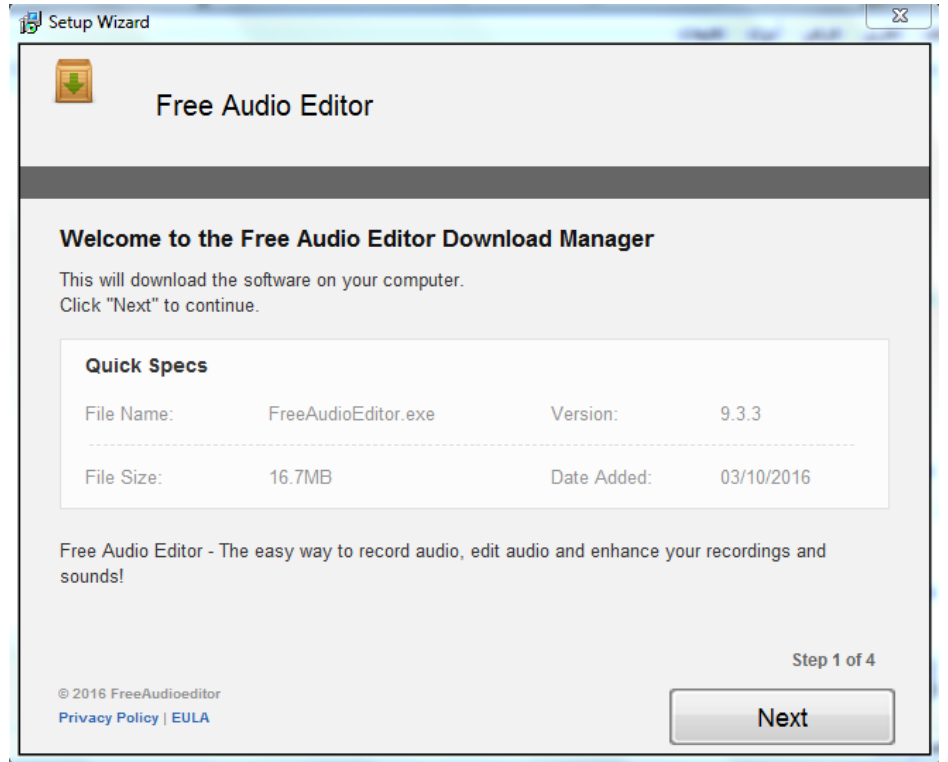 Setup Wizard
Free Audio Editor
Welcome to the Free Audio Editor Download Manager
This will download the software on your computer.
Click "Next" to continue.
Quick Specs
File Name: FreeAudioEditor.exe Version: 9.3.3
File Size: 16.7MB Date Added: 03/10/2016
Free Audio Editor - The easy way to record audio, edit audio and enhance your recordings and
sounds!
Step 1 of 4
© 2016 FreeAudioeditor
Privacy Policy | EULA
Next